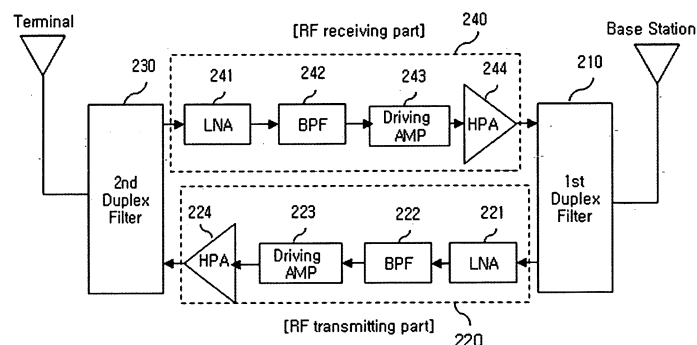 Terminal
[RF receiving part]
240
Base Station
230
241
242
243
244
210
LNA
BPF
Driving
AMP
HPA
2nd
Duplex
Filter
1st
Duplex
Filter
224
223
222
221
HPA
Driving
AMP
BPF
LNA
[RF transmitting part]
220